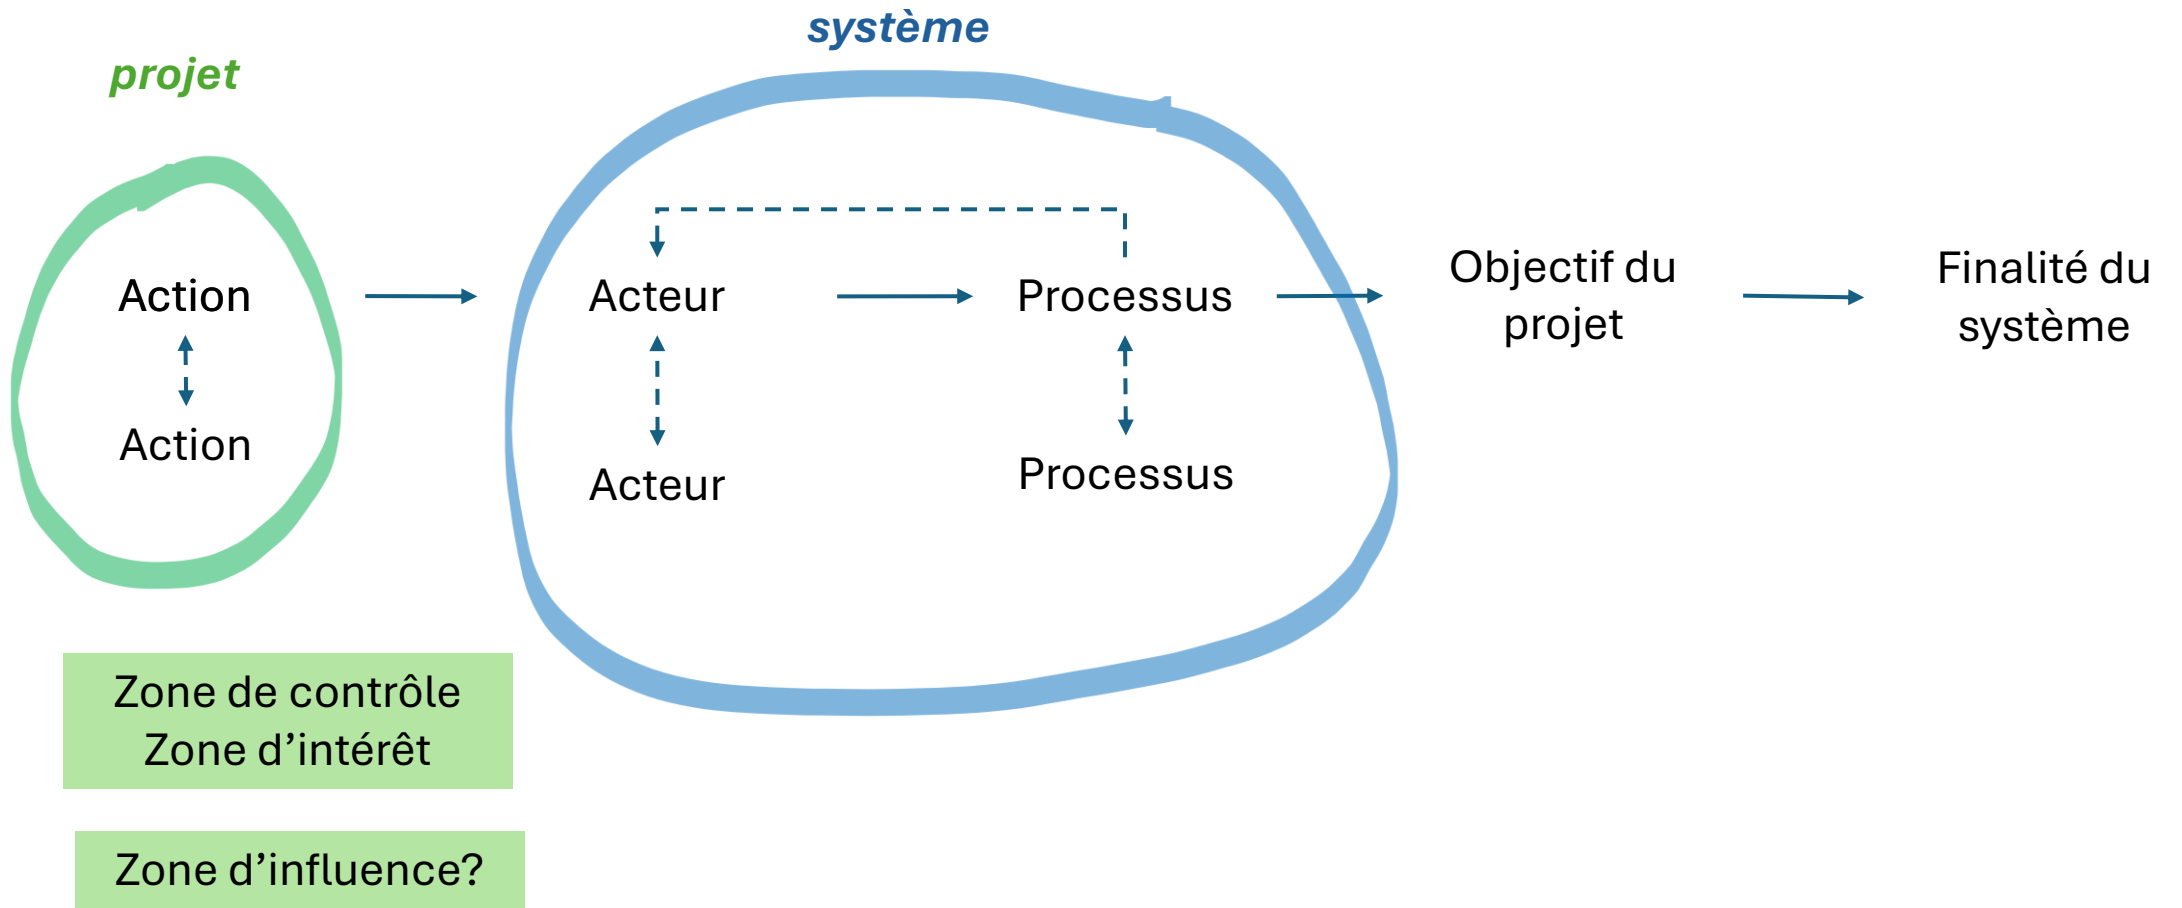 système
projet
Action
Acteur
Processus
Objectif du
projet
Finalité du
système
Action
Acteur
Processus
Zone de contrôle
Zone d’intérêt
Zone d’influence?